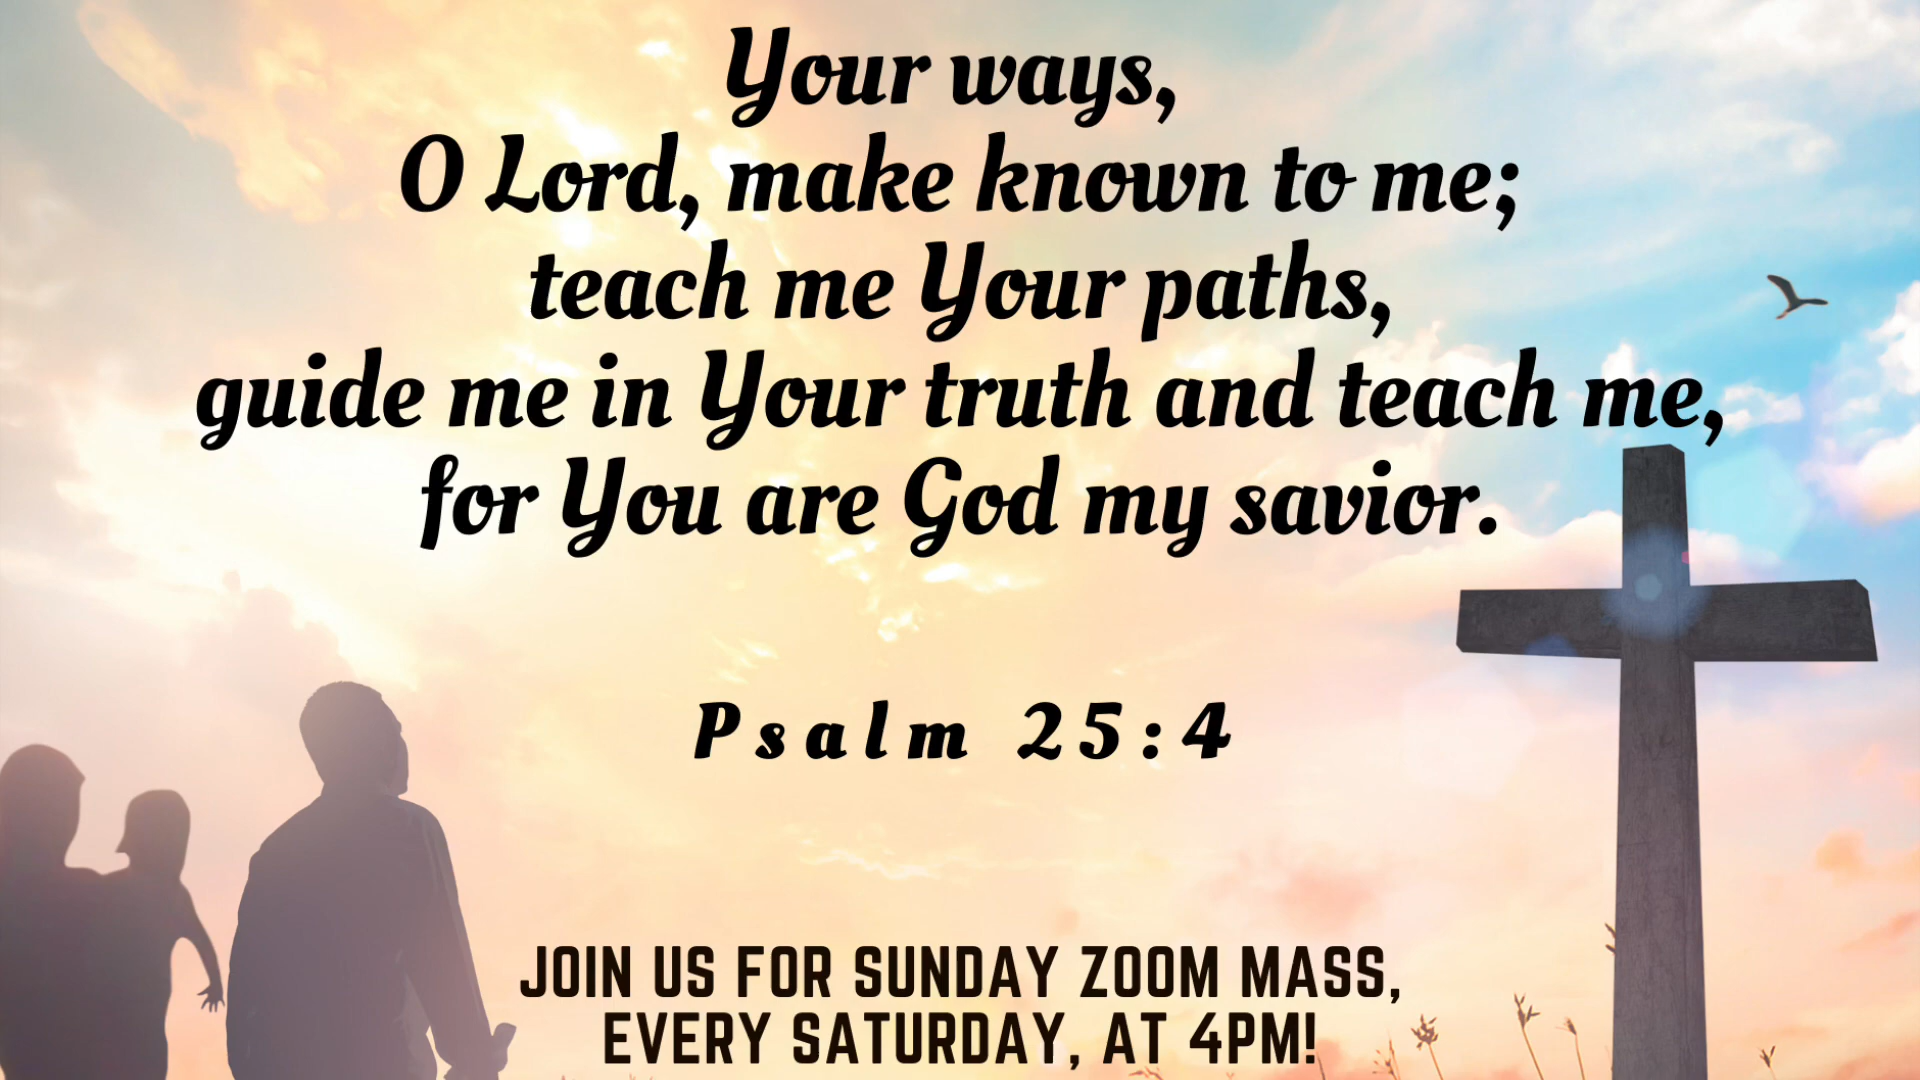 Your ways,
O Lord, make known to me;
teach me Your paths,
guide me in Your truth and teach me,
for You are God my savior.
Psalm 25:4
JOIN US FOR SUNDAY ZOOM MASS,
EVERY SATURDAY, AT 4PM!